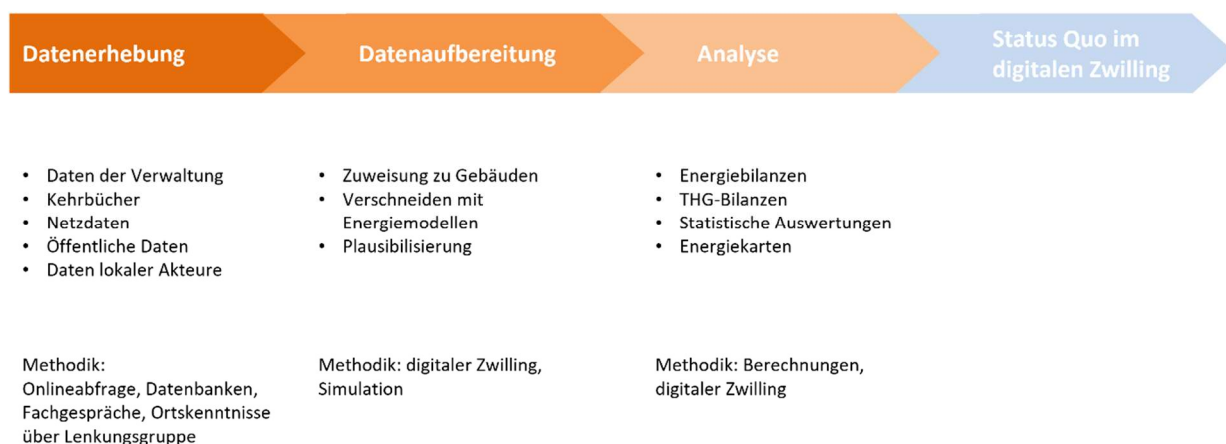 Datenerhebung
Datenaufbereitung
Analyse
Status Quo im
digitalen Zwilling
• Daten der Verwaltung
• Kehrbücher
• Netzdaten
• Öffentliche Daten
• Daten lokaler Akteure
• Zuweisung zu Gebäuden
• Verschneiden mit
Energiemodellen
• Plausibilisierung
• Energiebilanzen
• THG-Bilanzen
• Statistische Auswertungen
• Energiekarten
Methodik:
Onlineabfrage, Datenbanken,
Fachgespräche, Ortskenntnisse
über Lenkungsgruppe
Methodik: digitaler Zwilling,
Simulation
Methodik: Berechnungen,
digitaler Zwilling